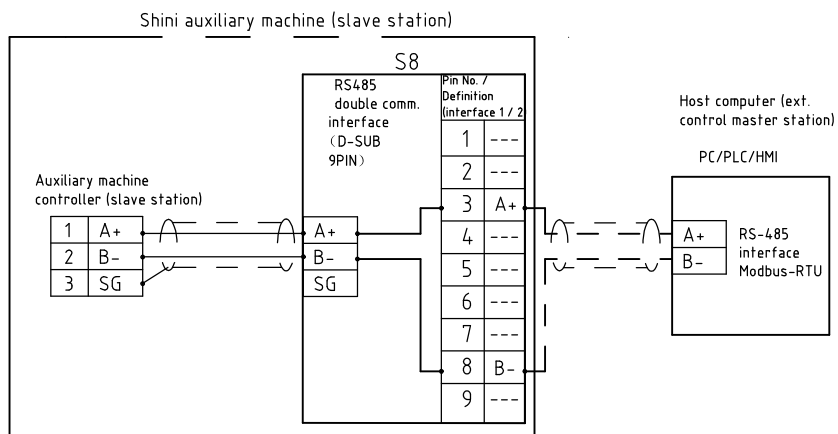 Shini auxiliary machine (slave station)
S8
RS485
double comm.
interface
(D-SUB
9PIN)
Pin No. /
Definition
(interface 1 / 2
1 ---
2 ---
3 A+
4 ---
5 ---
6 ---
7 ---
8 B-
9 ---
Auxiliary machine
controller (slave station)
1 A+
2 B-
3 SG
A+
B-
SG
Host computer (ext.
control master station)
PC/PLC/HMI
A+
B-
RS-485
interface
Modbus-RTU